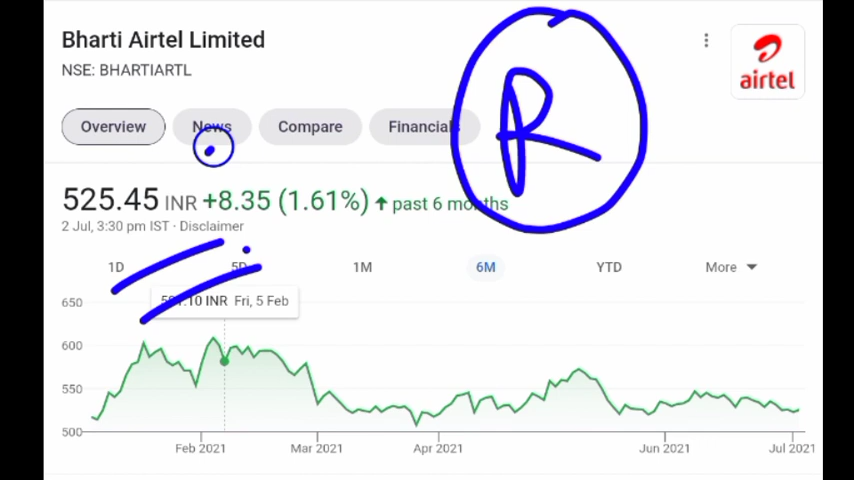 Bharti Airtel Limited
NSE: BHARTIARTL
airtel
Overview News Compare Financials
R
525.45 INR +8.35 (1.61%) past 6 months
2 Jul, 3:30 pm IST · Disclaimer
1D 5D 1M 6M YTD More
INR Fri, 5 Feb
650
600
550
500
Feb 2021 Mar 2021 Apr 2021 Jun 2021 Jul 2021